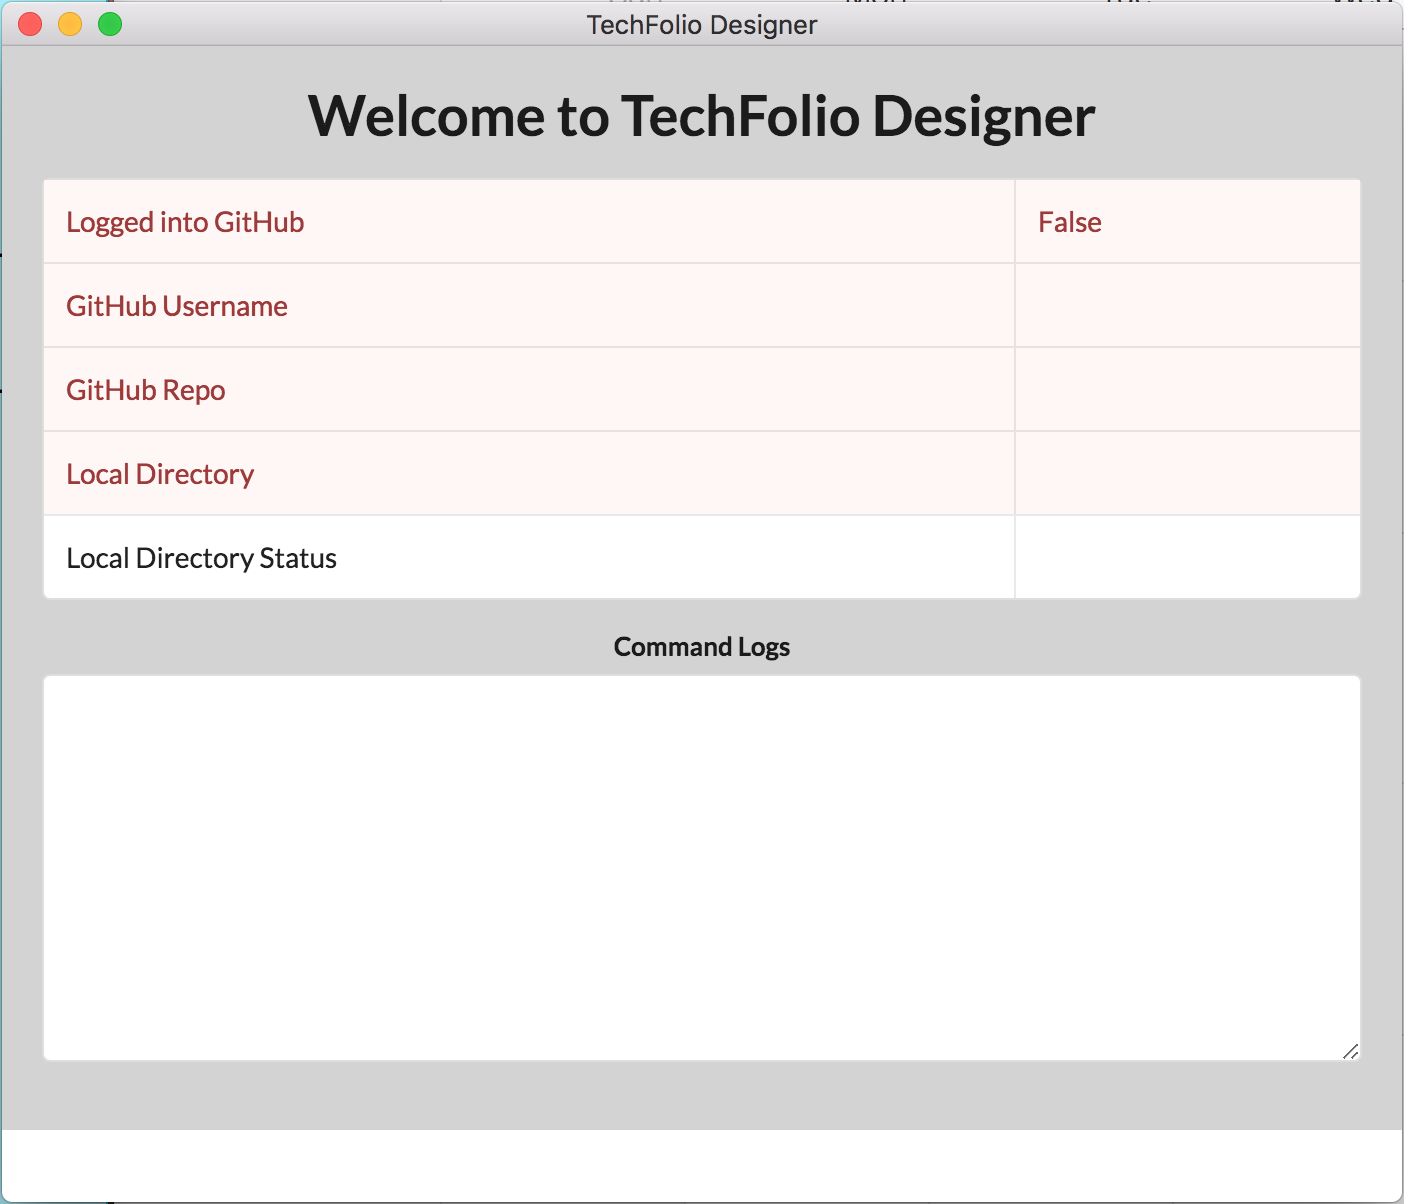 TechFolio Designer
Welcome to TechFolio Designer
Logged into GitHub False
GitHub Username
GitHub Repo
Local Directory
Local Directory Status
Command Logs